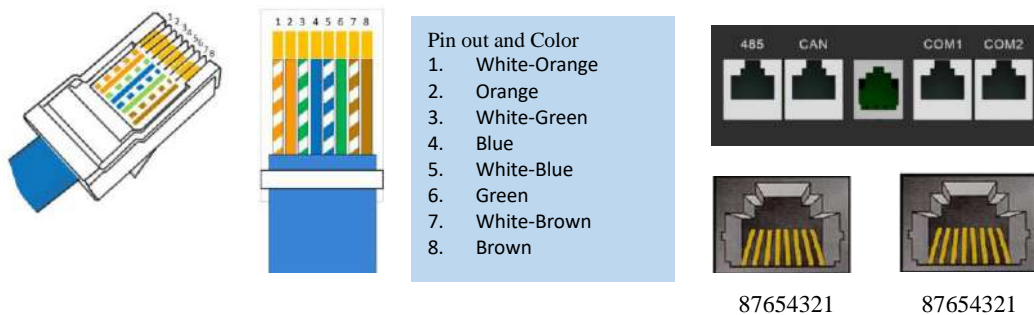 12345678
1 2 3 4 5 6 7 8
Pin out and Color
1. White-Orange
2. Orange
3. White-Green
4. Blue
5. White-Blue
6. Green
7. White-Brown
8. Brown
485 CAN COM1 COM2
87654321 87654321